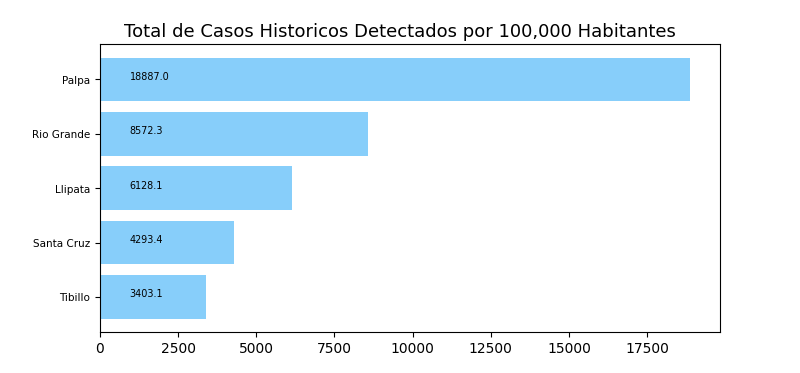 Total de Casos Historicos Detectados por 100,000 Habitantes
Palpa 18887.0
Rio Grande 8572.3
Llipata 6128.1
Santa Cruz 4293.4
Tibillo 3403.1
0 2500 5000 7500 10000 12500 15000 17500